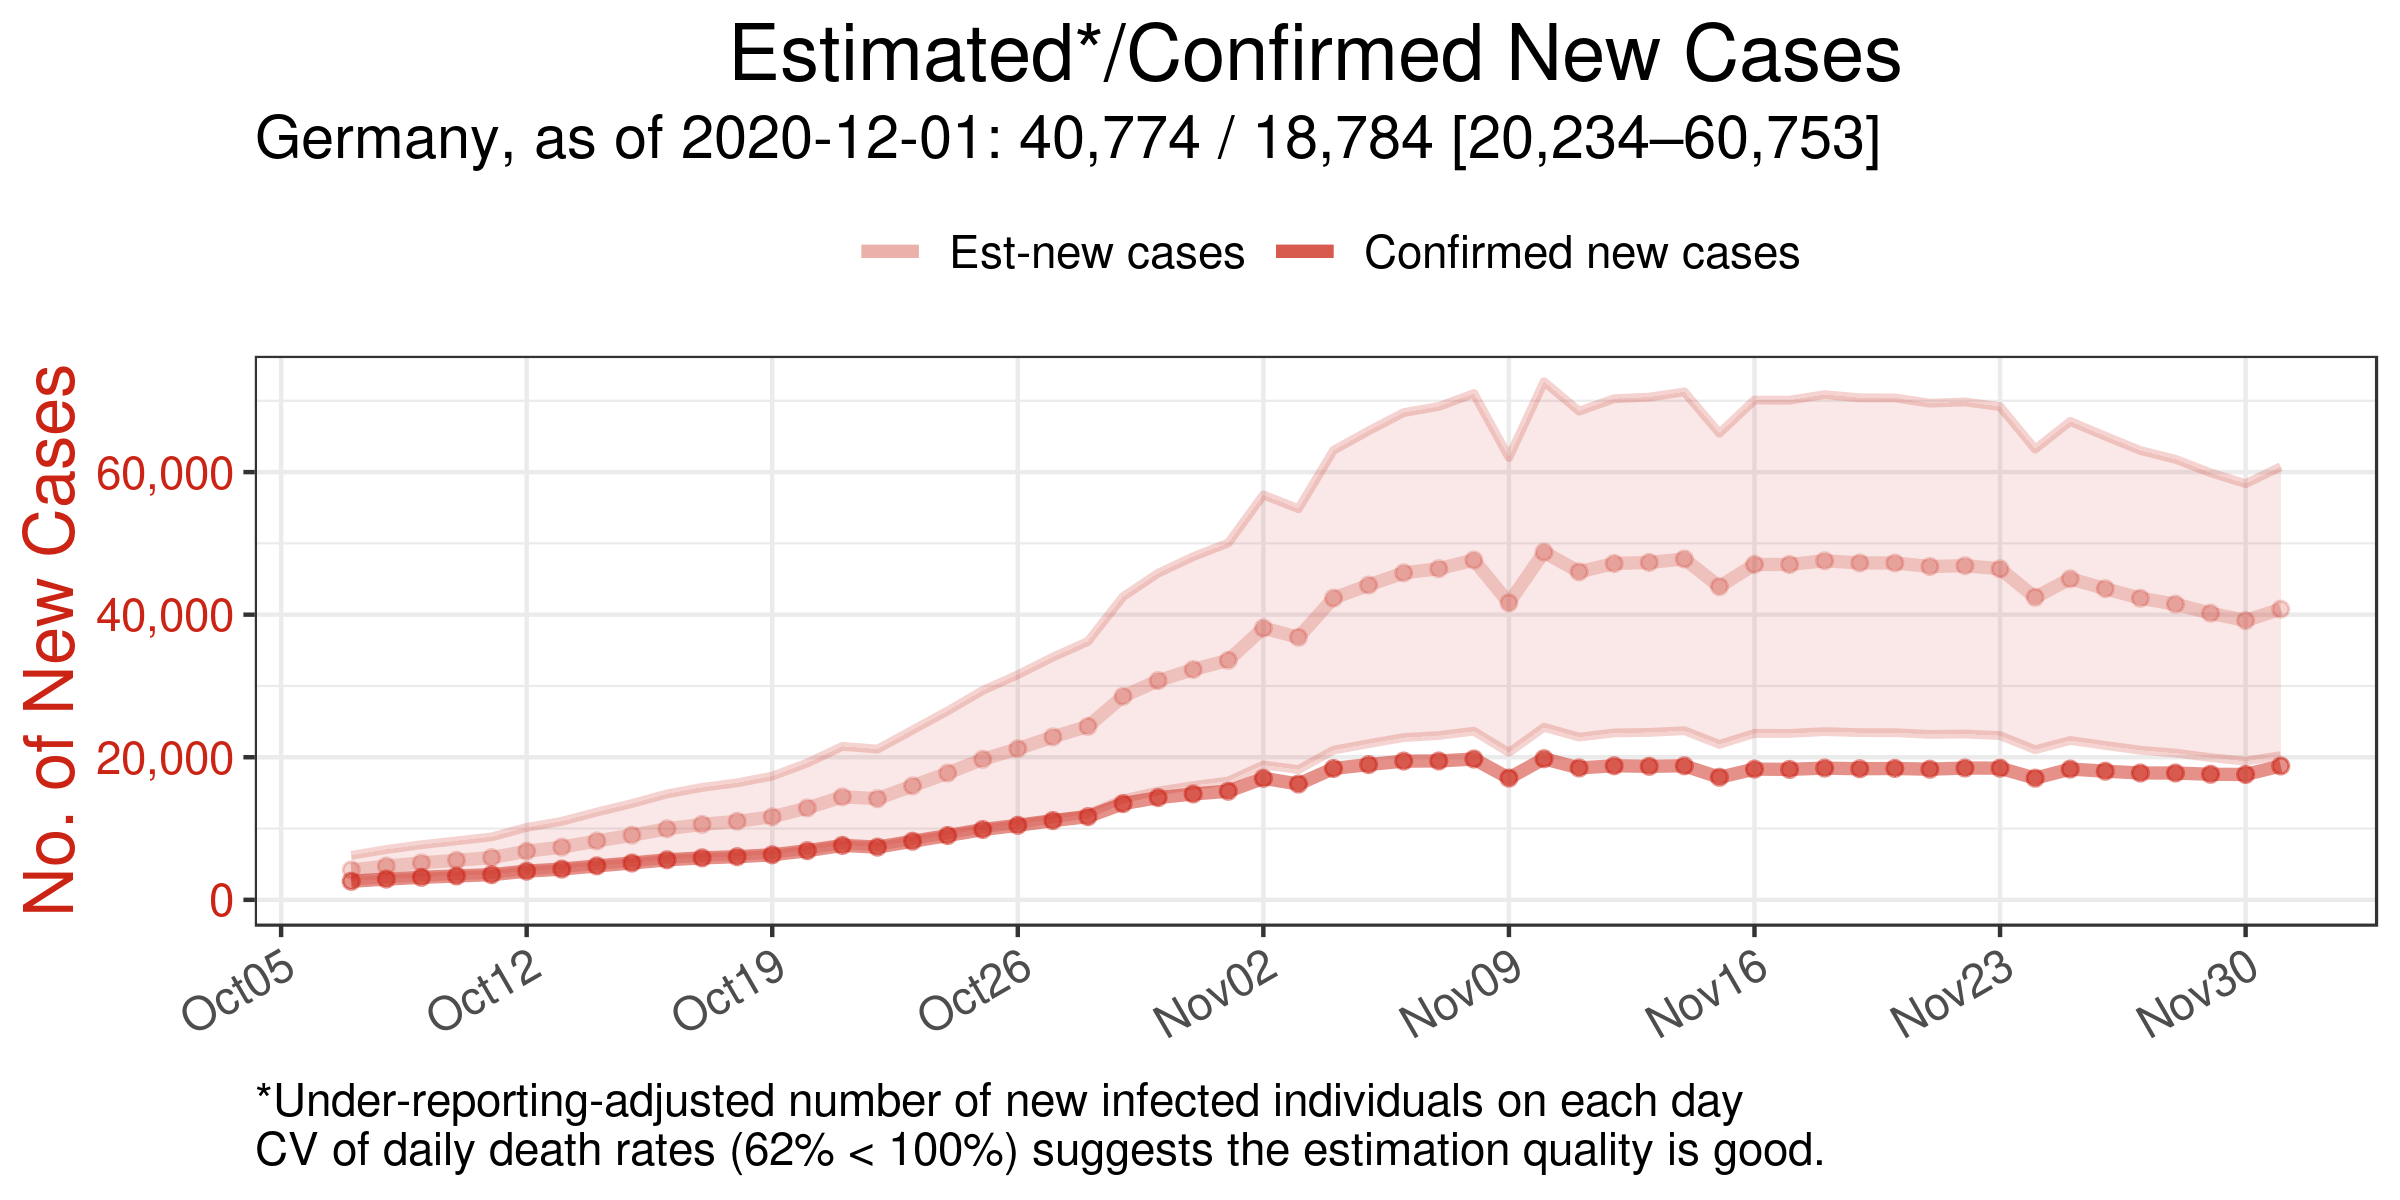 Estimated*/Confirmed New Cases
Germany, as of 2020-12-01: 40,774 / 18,784 [20,234–60,753]
Est-new cases
Confirmed new cases
No. of New Cases
60,000
40,000
20,000
0
Oct05
Oct12
Oct19
Oct26
Nov02
Nov09
Nov16
Nov23
Nov30
*Under-reporting-adjusted number of new infected individuals on each day
CV of daily death rates (62% < 100%) suggests the estimation quality is good.